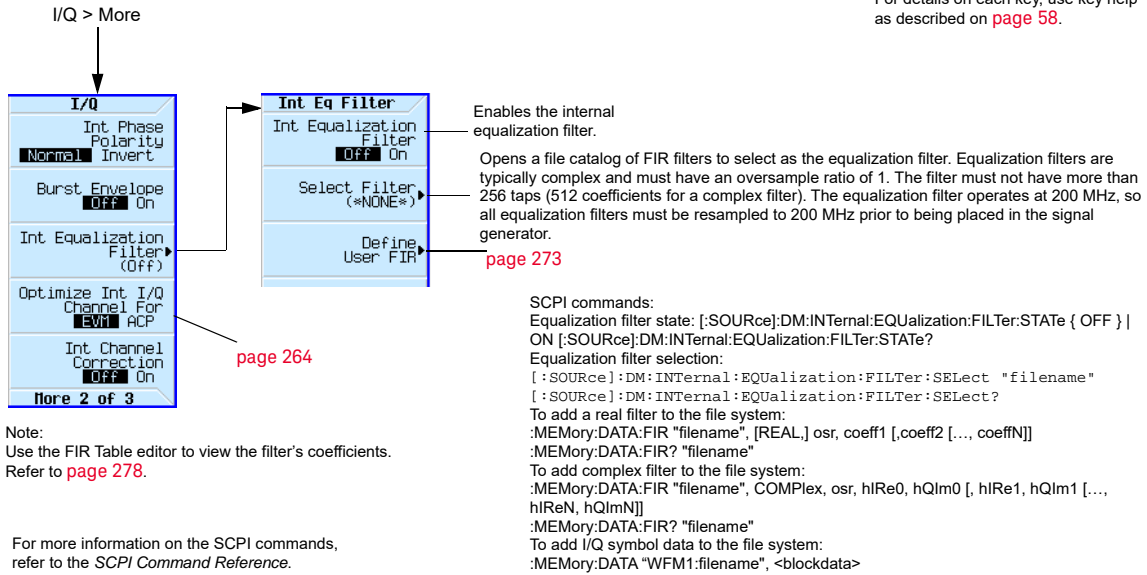 For details on each key, use key help
as described on page 58.
I/Q > More
I/Q
Int Phase
Polarity
Normal Invert
Burst Envelope
Off On
Int Equalization
Filter
(Off)
Optimize Int I/Q
Channel For
EVM ACP
Int Channel
Correction
Off On
More 2 of 3
page 264
Int Eq Filter
Int Equalization
Filter
Off On
Select Filter
(*NONE*)
Define
User FIR
Enables the internal
equalization filter.
Opens a file catalog of FIR filters to select as the equalization filter. Equalization filters are
typically complex and must have an oversample ratio of 1. The filter must not have more than
256 taps (512 coefficients for a complex filter). The equalization filter operates at 200 MHz, so
all equalization filters must be resampled to 200 MHz prior to being placed in the signal
generator.
page 273
Note:
Use the FIR Table editor to view the filter's coefficients.
Refer to page 278.
For more information on the SCPI commands,
refer to the SCPI Command Reference.
SCPI commands:
Equalization filter state: [:SOURce]:DM:INTernal:EQUalization:FILTer:STATe { OFF } |
ON [:SOURce]:DM:INTernal:EQUalization:FILTer:STATe?
Equalization filter selection:
[:SOURce]:DM:INTernal:EQUalization:FILTer:SELect "filename"
[:SOURce]:DM:INTernal:EQUalization:FILTer:SELect?
To add a real filter to the file system:
:MEMory:DATA:FIR "filename", [REAL,] osr, coeff1 [,coeff2 […, coeffN]]
:MEMory:DATA:FIR? "filename"
To add complex filter to the file system:
:MEMory:DATA:FIR "filename", COMPlex, osr, hIRe0, hQIm0 [, hIRe1, hQIm1 […,
hIReN, hQImN]]
:MEMory:DATA:FIR? "filename"
To add I/Q symbol data to the file system:
:MEMory:DATA “WFM1:filename", <blockdata>